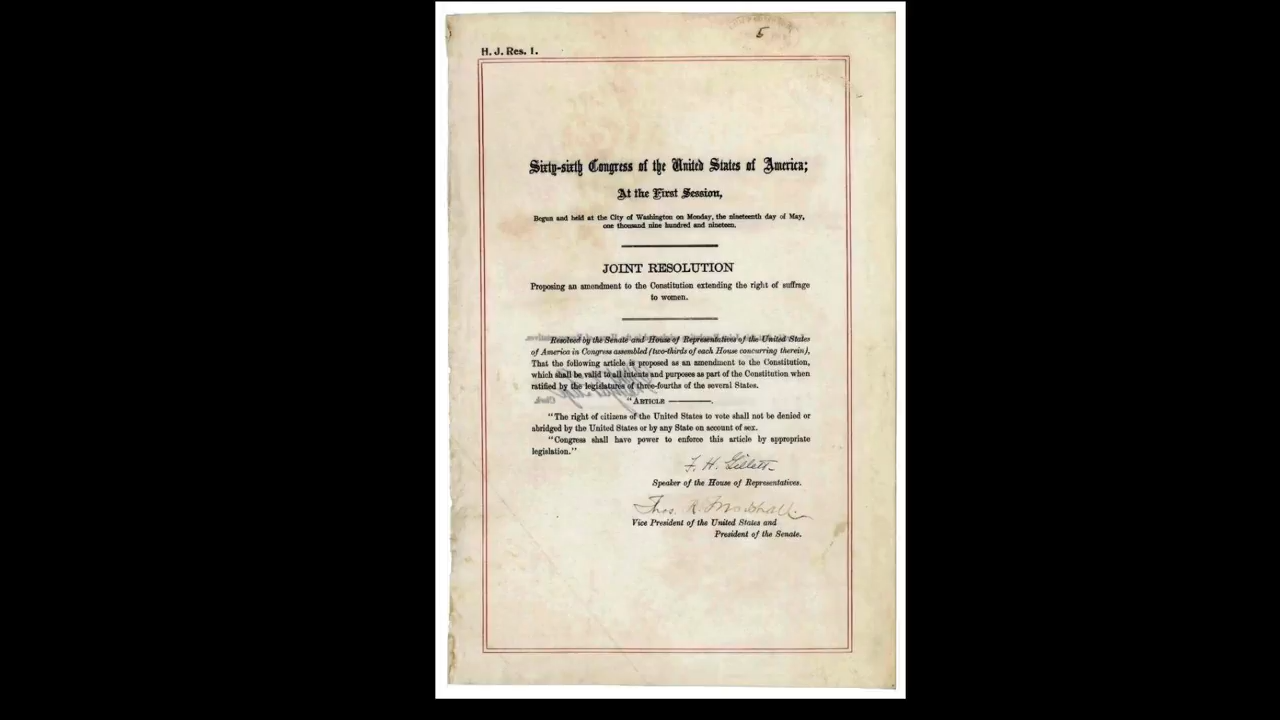 5
H. J. Res. 1.
Sixty-sixth Congress of the United States of America;
At the First Session,
Begun and held at the City of Washington on Monday, the nineteenth day of May,
one thousand nine hundred and nineteen.
JOINT RESOLUTION
Proposing an amendment to the Constitution extending the right of suffrage
to women.
Resolved by the Senate and House of Representatives of the United States
of America in Congress assembled (two-thirds of each House concurring therein),
That the following article is proposed as an amendment to the Constitution,
which shall be valid to all intents and purposes as part of the Constitution when
ratified by the legislatures of three-fourths of the several States.
"ARTICLE ———.
"The right of citizens of the United States to vote shall not be denied or
abridged by the United States or by any State on account of sex.
"Congress shall have power to enforce this article by appropriate
legislation."
F. H. Gillett
Speaker of the House of Representatives.
Thos. R. Marshall
Vice President of the United States and
President of the Senate.